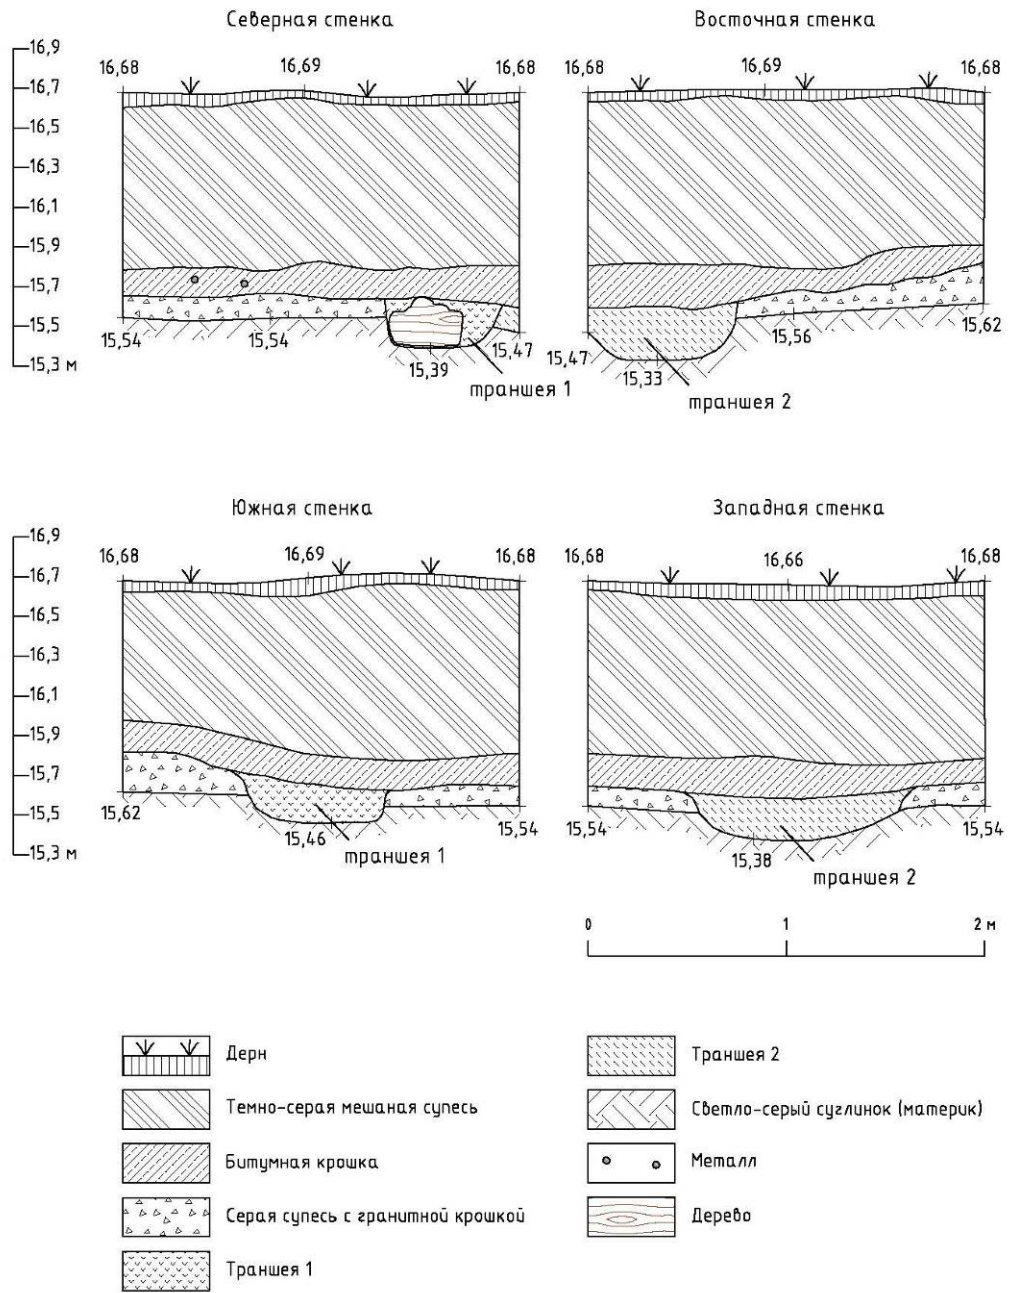 Северная стенка
Восточная стенка
16,9
16,7
16,5
16,3
16,1
15,9
15,7
15,5
15,3 м
16,68
16,69
16,68
15,54
15,54
15,39
15,47
траншея 1
16,68
16,69
16,68
15,47
15,33
15,56
15,62
траншея 2
Южная стенка
Западная стенка
16,9
16,7
16,5
16,3
16,1
15,9
15,7
15,5
15,3 м
16,68
16,69
16,68
15,62
15,46
траншея 1
16,68
16,66
16,68
15,54
15,38
15,54
траншея 2
0
1
2 м
Дерн
Темно-серая мешаная супесь
Битумная крошка
Серая супесь с гранитной крошкой
Траншея 1
Траншея 2
Светло-серый суглинок (материк)
Металл
Дерево